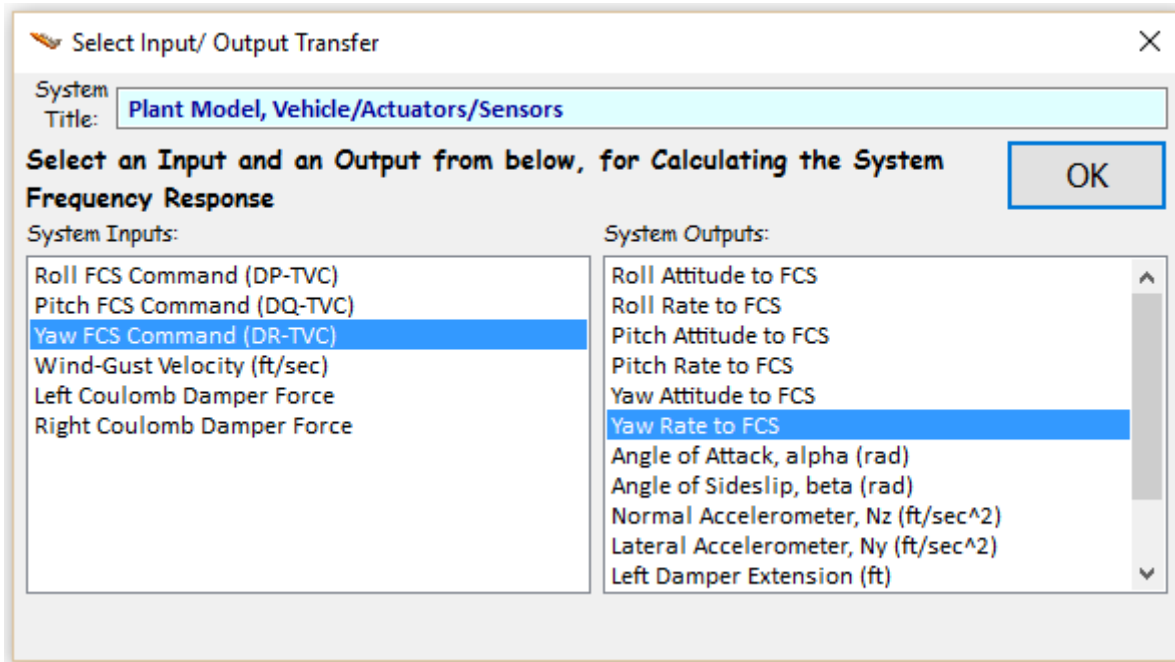 Select Input/ Output Transfer
System
Title:
Plant Model, Vehicle/Actuators/Sensors
Select an Input and an Output from below, for Calculating the System
Frequency Response
OK
System Inputs:
Roll FCS Command (DP-TVC)
Pitch FCS Command (DQ-TVC)
Yaw FCS Command (DR-TVC)
Wind-Gust Velocity (ft/sec)
Left Coulomb Damper Force
Right Coulomb Damper Force
System Outputs:
Roll Attitude to FCS
Roll Rate to FCS
Pitch Attitude to FCS
Pitch Rate to FCS
Yaw Attitude to FCS
Yaw Rate to FCS
Angle of Attack, alpha (rad)
Angle of Sideslip, beta (rad)
Normal Accelerometer, Nz (ft/sec^2)
Lateral Accelerometer, Ny (ft/sec^2)
Left Damper Extension (ft)